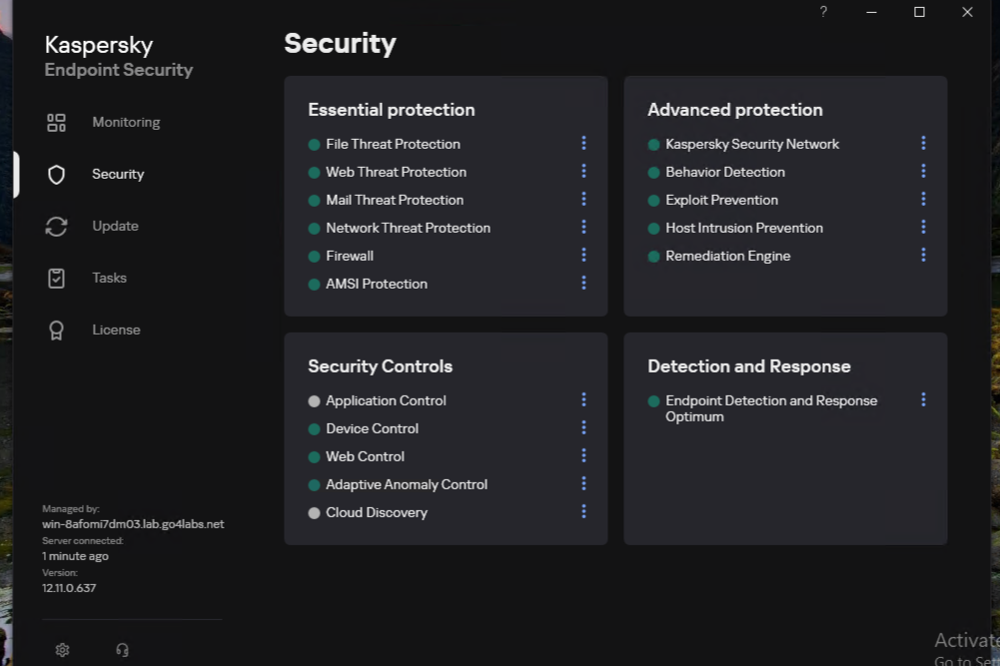 ?
Kaspersky
Endpoint Security
Monitoring
Security
Update
Tasks
License
Managed by:
win-8afomi7dm03.lab.go4labs.net
Server connected:
1 minute ago
Version:
12.11.0.637
Security
Essential protection
File Threat Protection
Web Threat Protection
Mail Threat Protection
Network Threat Protection
Firewall
AMSI Protection
Advanced protection
Kaspersky Security Network
Behavior Detection
Exploit Prevention
Host Intrusion Prevention
Remediation Engine
Security Controls
Application Control
Device Control
Web Control
Adaptive Anomaly Control
Cloud Discovery
Detection and Response
Endpoint Detection and Response
Optimum
Activate
Go to Set